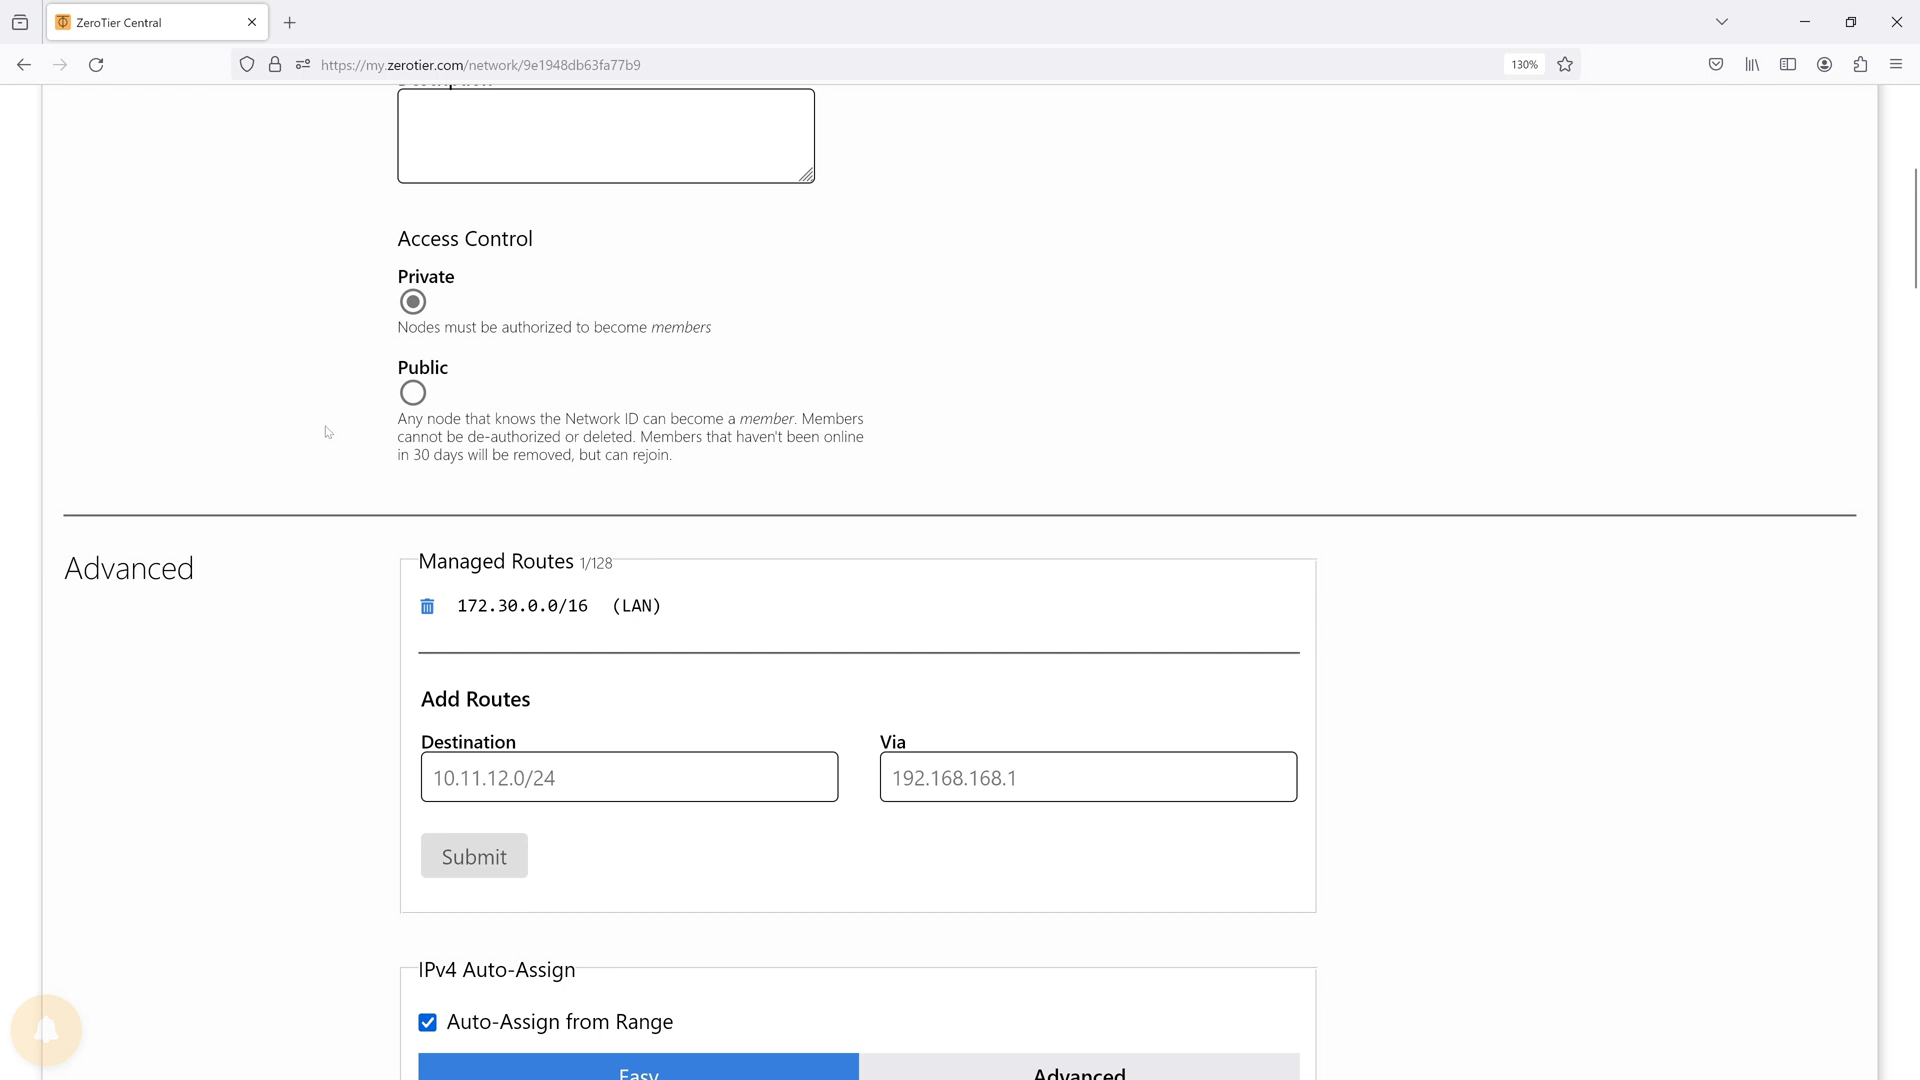 ZeroTier Central
https://my.zerotier.com/network/9e1948db63fa77b9
130%
Description
Access Control
Private
Nodes must be authorized to become members
Public
Any node that knows the Network ID can become a member. Members
cannot be de-authorized or deleted. Members that haven't been online
in 30 days will be removed, but can rejoin.
Advanced
Managed Routes 1/128
172.30.0.0/16 (LAN)
Add Routes
Destination
Via
10.11.12.0/24
192.168.168.1
Submit
IPv4 Auto-Assign
Auto-Assign from Range
Easy
Advanced